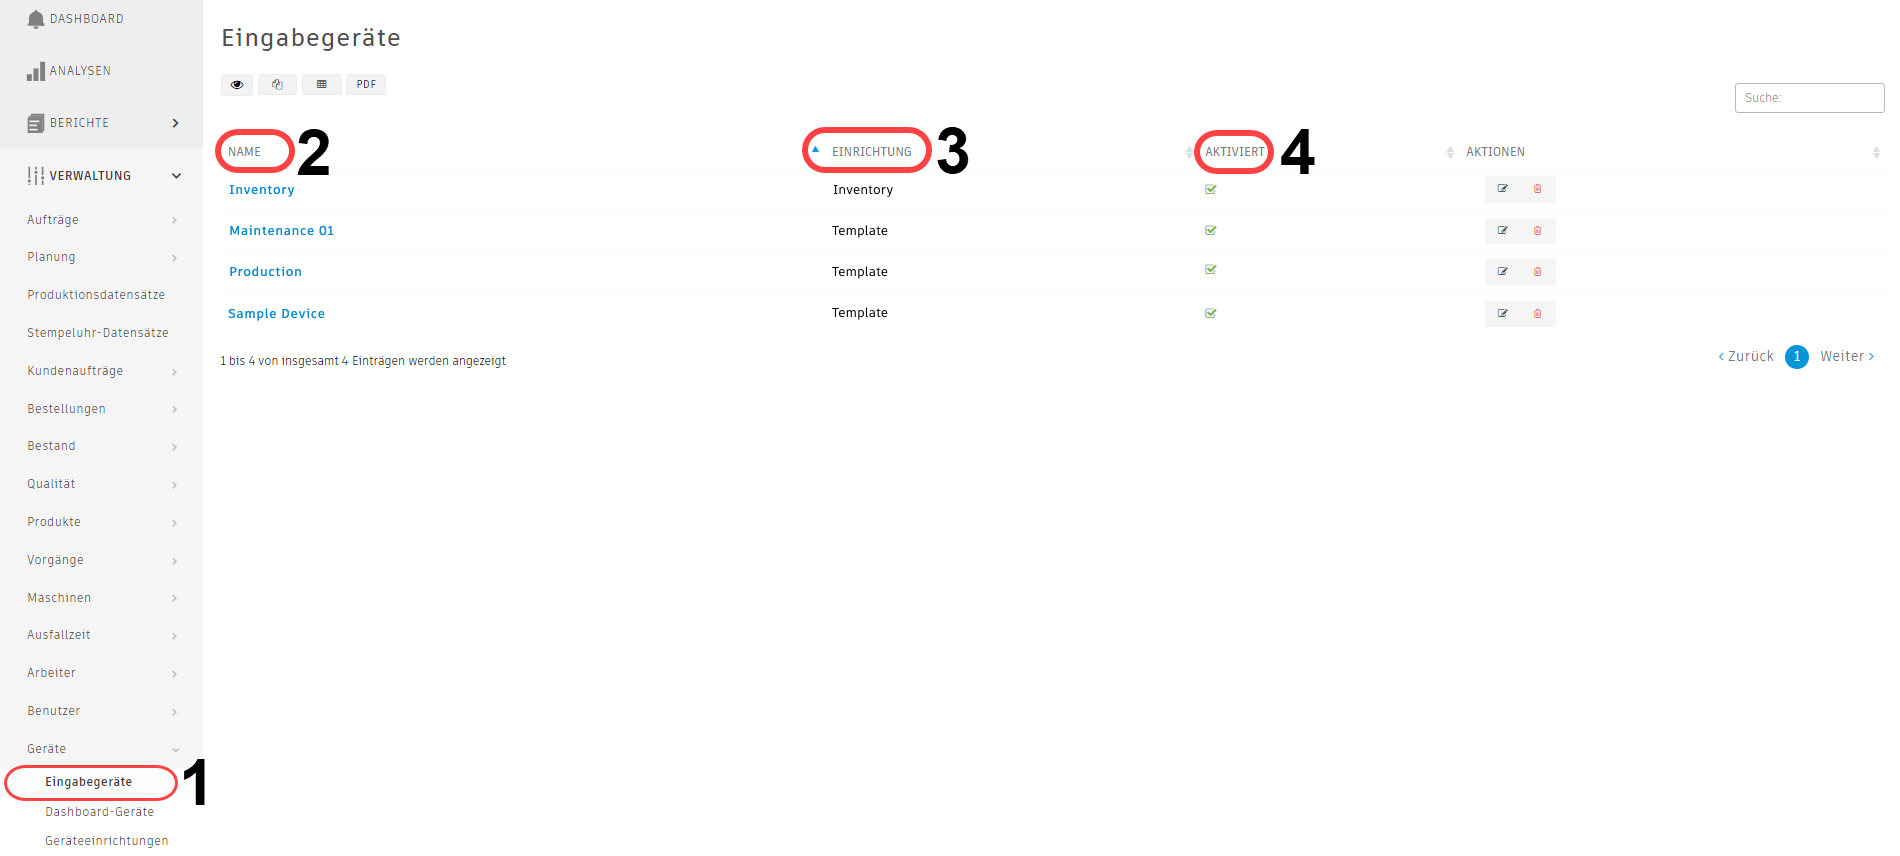 DASHBOARD
ANALYSEN
BERICHTE
VERWALTUNG
Aufträge
Planung
Produktionsdatensätze
Stempeluhr-Datensätze
Kundenaufträge
Bestellungen
Bestand
Qualität
Produkte
Vorgänge
Maschinen
Ausfallzeit
Arbeiter
Benutzer
Geräte
Eingabegeräte 1
Dashboard-Geräte
Geräteeinrichtungen
Eingabegeräte
PDF
Suche:
NAME 2 EINRICHTUNG 3 AKTIVIERT 4 AKTIONEN
Inventory Inventory
Maintenance 01 Template
Production Template
Sample Device Template
1 bis 4 von insgesamt 4 Einträgen werden angezeigt
Zurück 1 Weiter